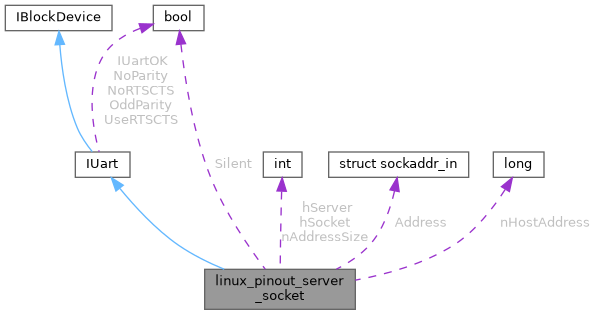 IBlockDevice
bool
IUartOK
NoParity
NoRTSCTS
OddParity
UseRTSCTS
IUart
Silent
int
struct sockaddr_in
long
hServer
hSocket
nAddressSize
Address
nHostAddress
linux_pinout_server
_socket